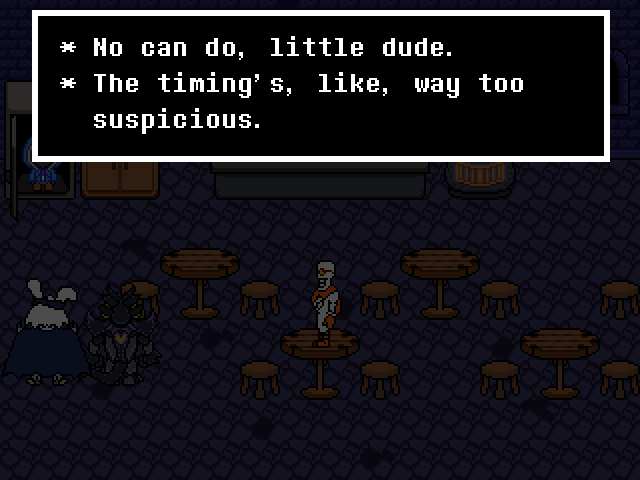 * No can do, little dude.
* The timing's, like, way too
suspicious.